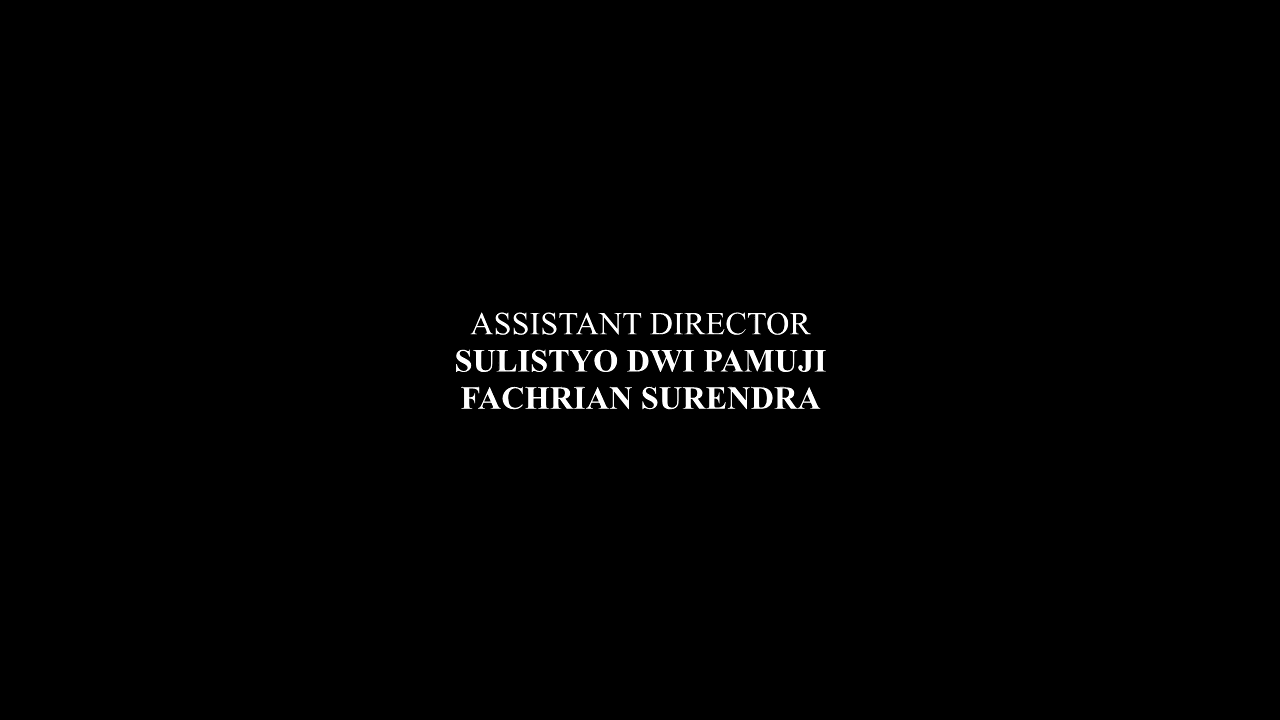 ASSISTANT DIRECTOR
SULISTYO DWI PAMUJI
FACHRIAN SURENDRA